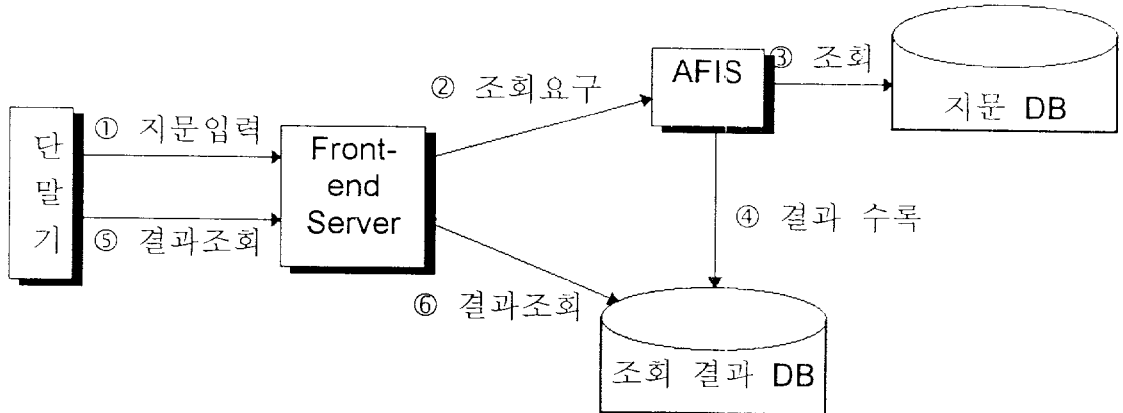 단말기
① 지문입력
⑤ 결과조회
Front-
end
Server
② 조회요구
⑥ 결과조회
AFIS
③ 조회
지문 DB
④ 결과 수록
조회 결과 DB